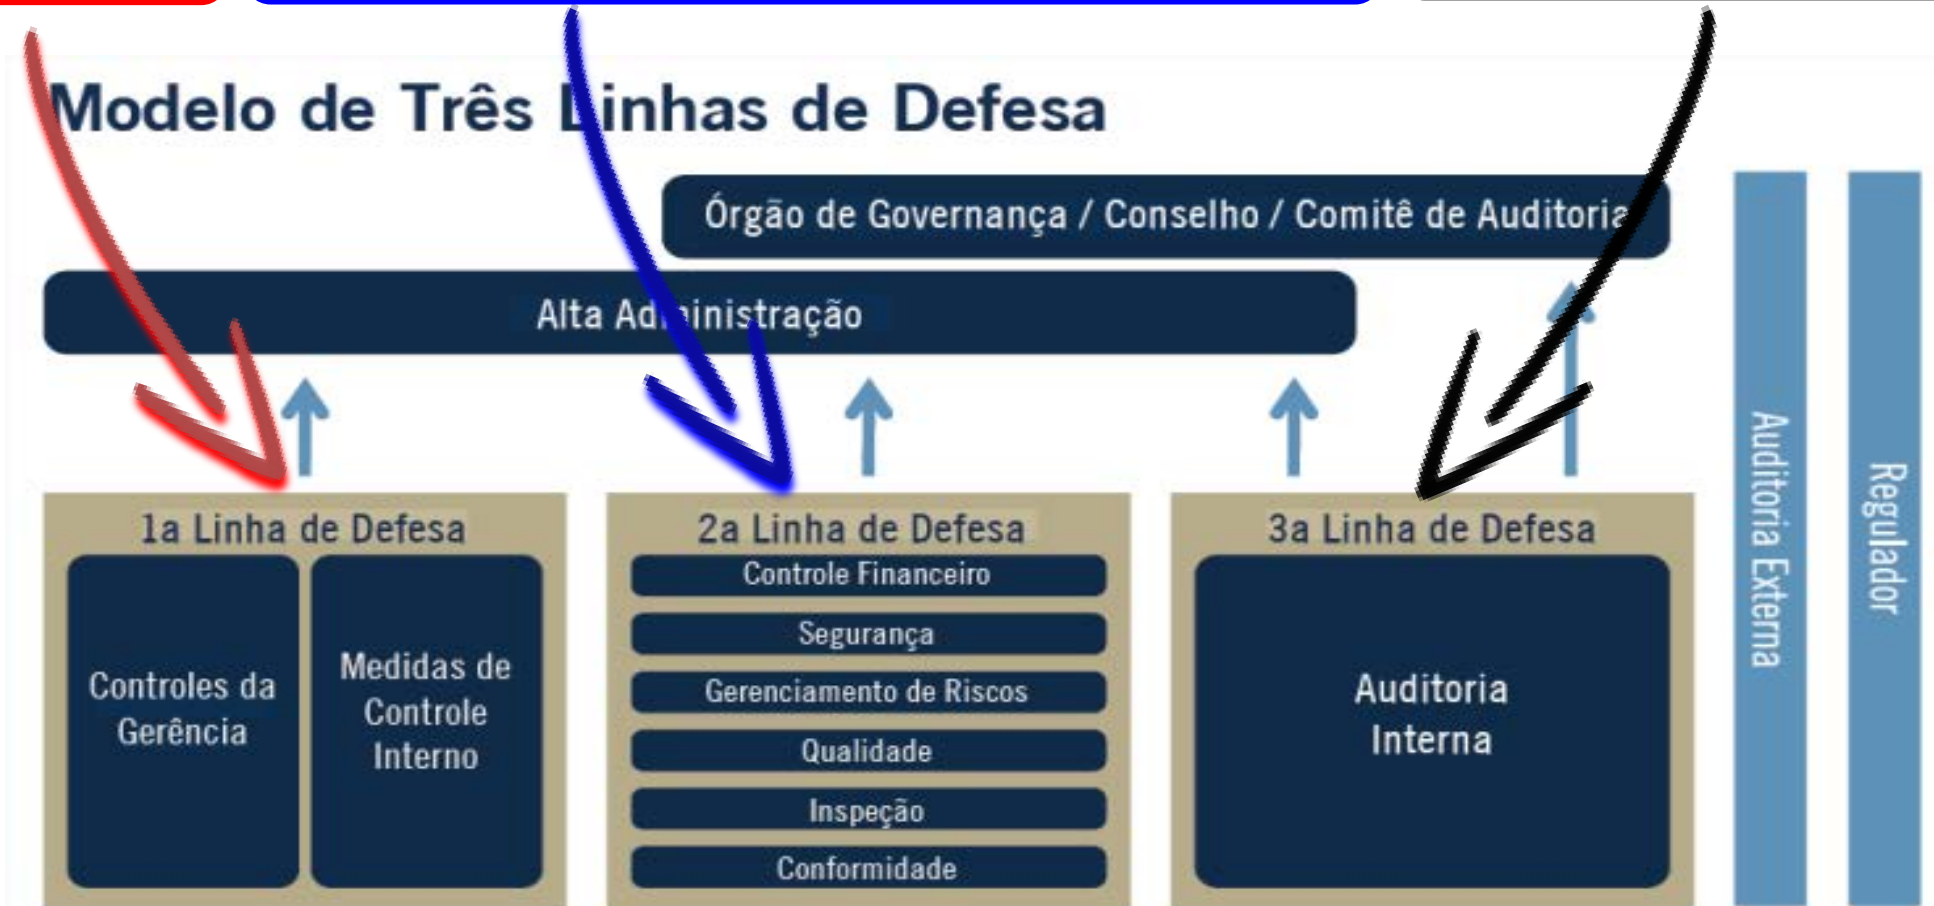 Modelo de Três Linhas de Defesa
Órgão de Governança / Conselho / Comitê de Auditoria
Alta Administração
1a Linha de Defesa
Controles da
Gerência
Medidas de
Controle
Interno
2a Linha de Defesa
Controle Financeiro
Segurança
Gerenciamento de Riscos
Qualidade
Inspeção
Conformidade
3a Linha de Defesa
Auditoria
Interna
Auditoria Externa
Regulador